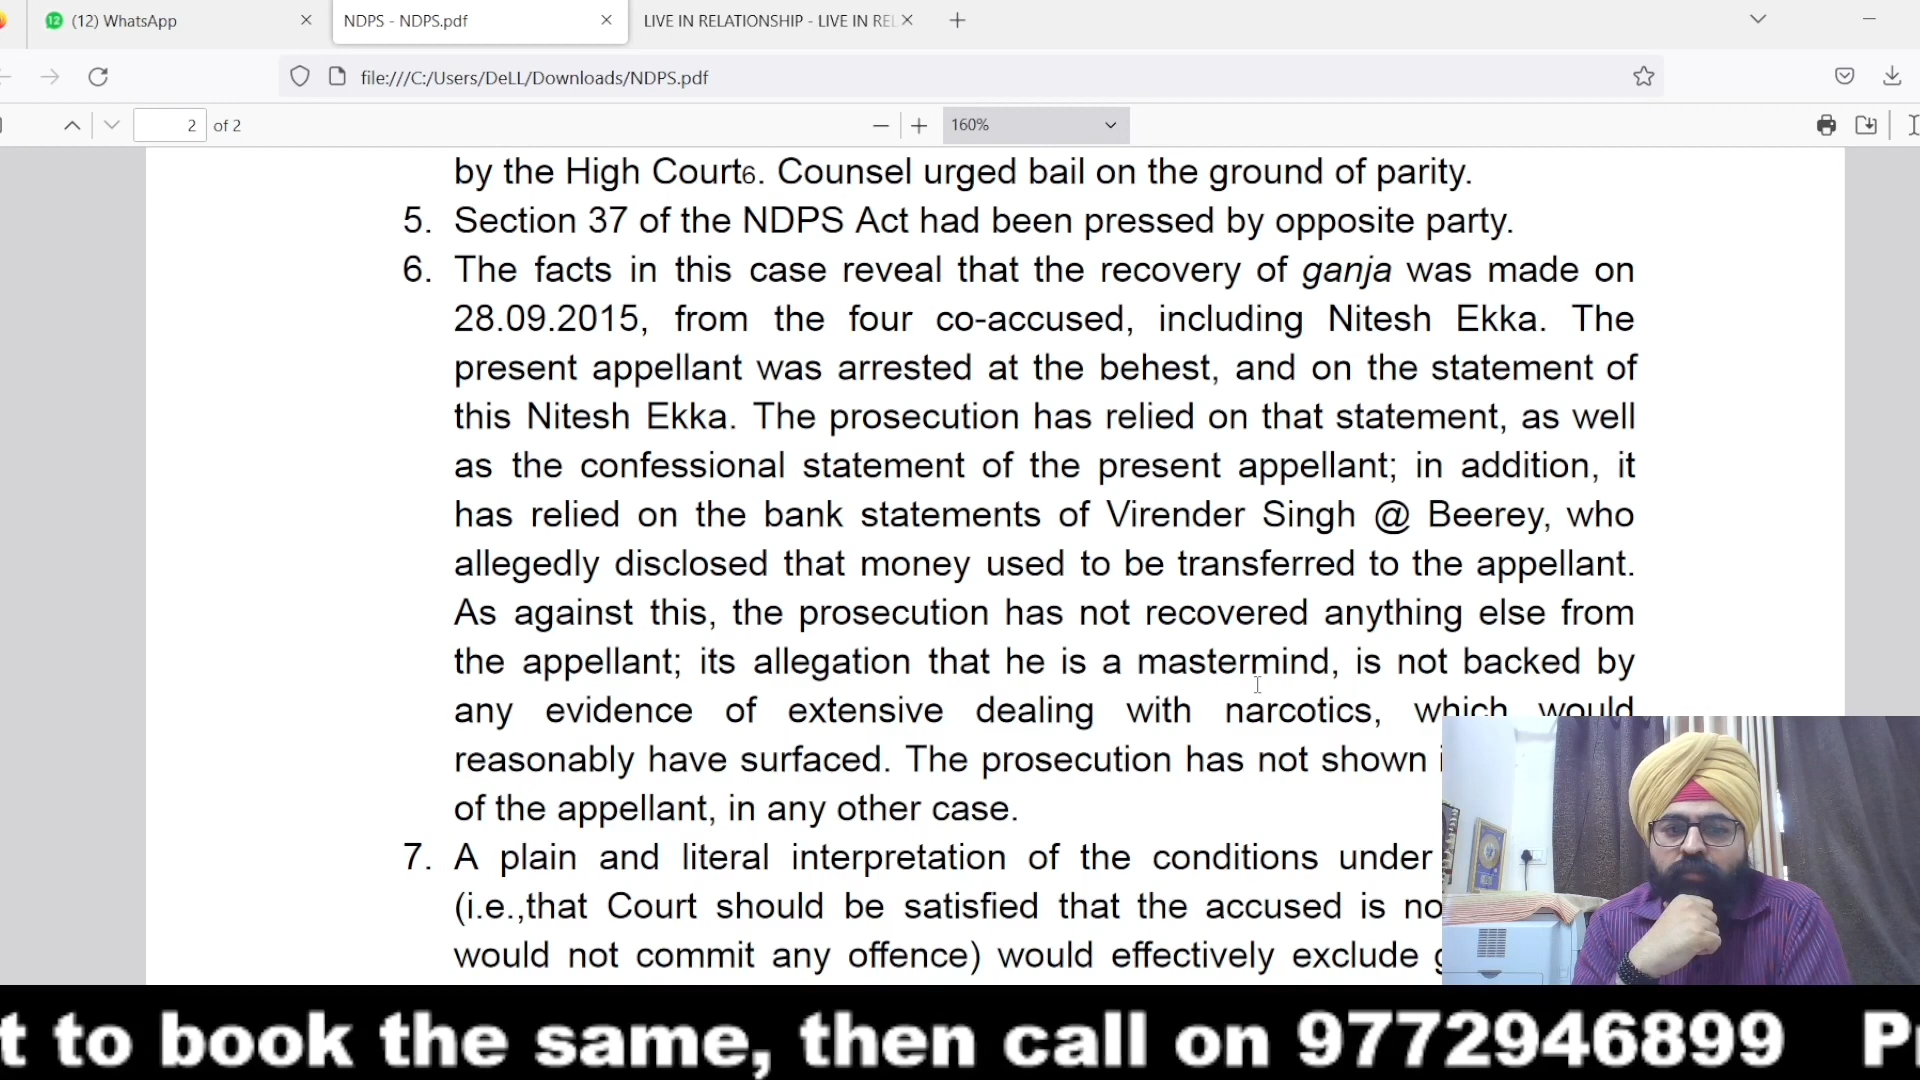 12 (12) WhatsApp
NDPS - NDPS.pdf
LIVE IN RELATIONSHIP - LIVE IN REL
file:///C:/Users/DeLL/Downloads/NDPS.pdf
2 of 2
160%
by the High Court6. Counsel urged bail on the ground of parity.
5. Section 37 of the NDPS Act had been pressed by opposite party.
6. The facts in this case reveal that the recovery of ganja was made on
28.09.2015, from the four co-accused, including Nitesh Ekka. The
present appellant was arrested at the behest, and on the statement of
this Nitesh Ekka. The prosecution has relied on that statement, as well
as the confessional statement of the present appellant; in addition, it
has relied on the bank statements of Virender Singh @ Beerey, who
allegedly disclosed that money used to be transferred to the appellant.
As against this, the prosecution has not recovered anything else from
the appellant; its allegation that he is a mastermind, is not backed by
any evidence of extensive dealing with narcotics, which would
reasonably have surfaced. The prosecution has not shown
of the appellant, in any other case.
7. A plain and literal interpretation of the conditions under
(i.e.,that Court should be satisfied that the accused is no
would not commit any offence) would effectively exclude
t to book the same, then call on 9772946899 P